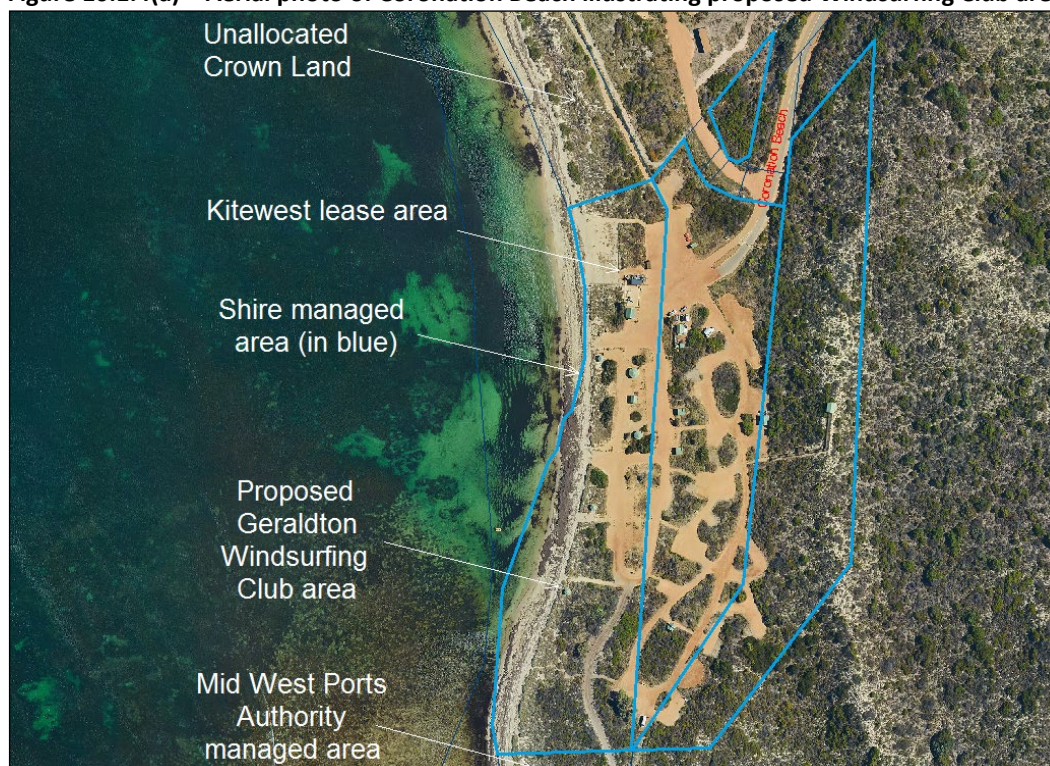 Figure 10.2.4(a) – Aerial photo of Coronation Beach illustrating proposed Windsurfing Club
Unallocated
Crown Land
Coronation Beach
Kitewest lease area
Shire managed
area (in blue)
Proposed
Geraldton
Windsurfing
Club area
Mid West Ports
Authority
managed area